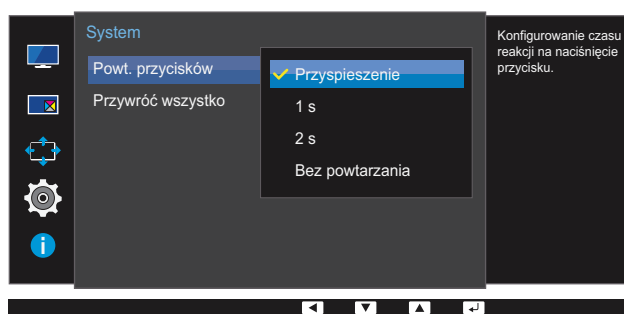 System
Powt. przycisków
Przywróć wszystko
Przyspieszenie
1 s
2 s
Bez powtarzania
Konfigurowanie czasu
reakcji na naciśnięcie
przycisku.